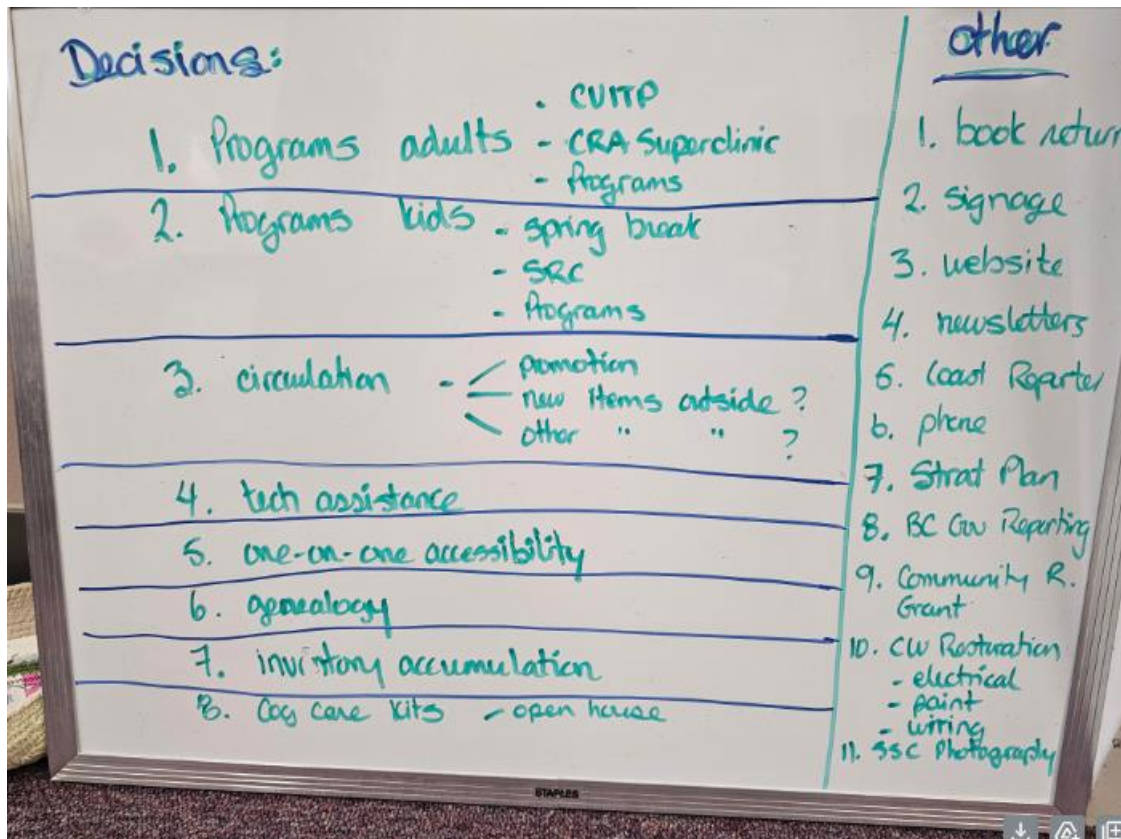 Decisions:
1. Programs adults
- CVITP
- CRA Superclinic
- Programs
2. Programs kids
- spring break
- SRC
- Programs
3. circulation -
promotion
new items outside ?
other " " ?
4. tech assistance
5. one-on-one accessibility
6. genealogy
7. inventory accumulation
8. Cog care kits - open house
other
1. book return
2. signage
3. website
4. newsletters
5. Coast Reporter
6. phone
7. Strat Plan
8. BC Gov Reporting
9. Community R.
Grant
10. CW Restoration
- electrical
- paint
- wiring
11. SSC Photography
STAPLES